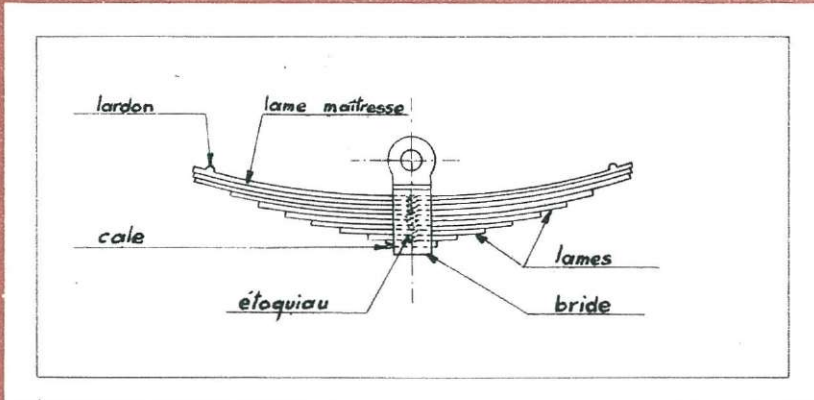 lardon
lame maîtresse
cale
lames
étoquiau
bride